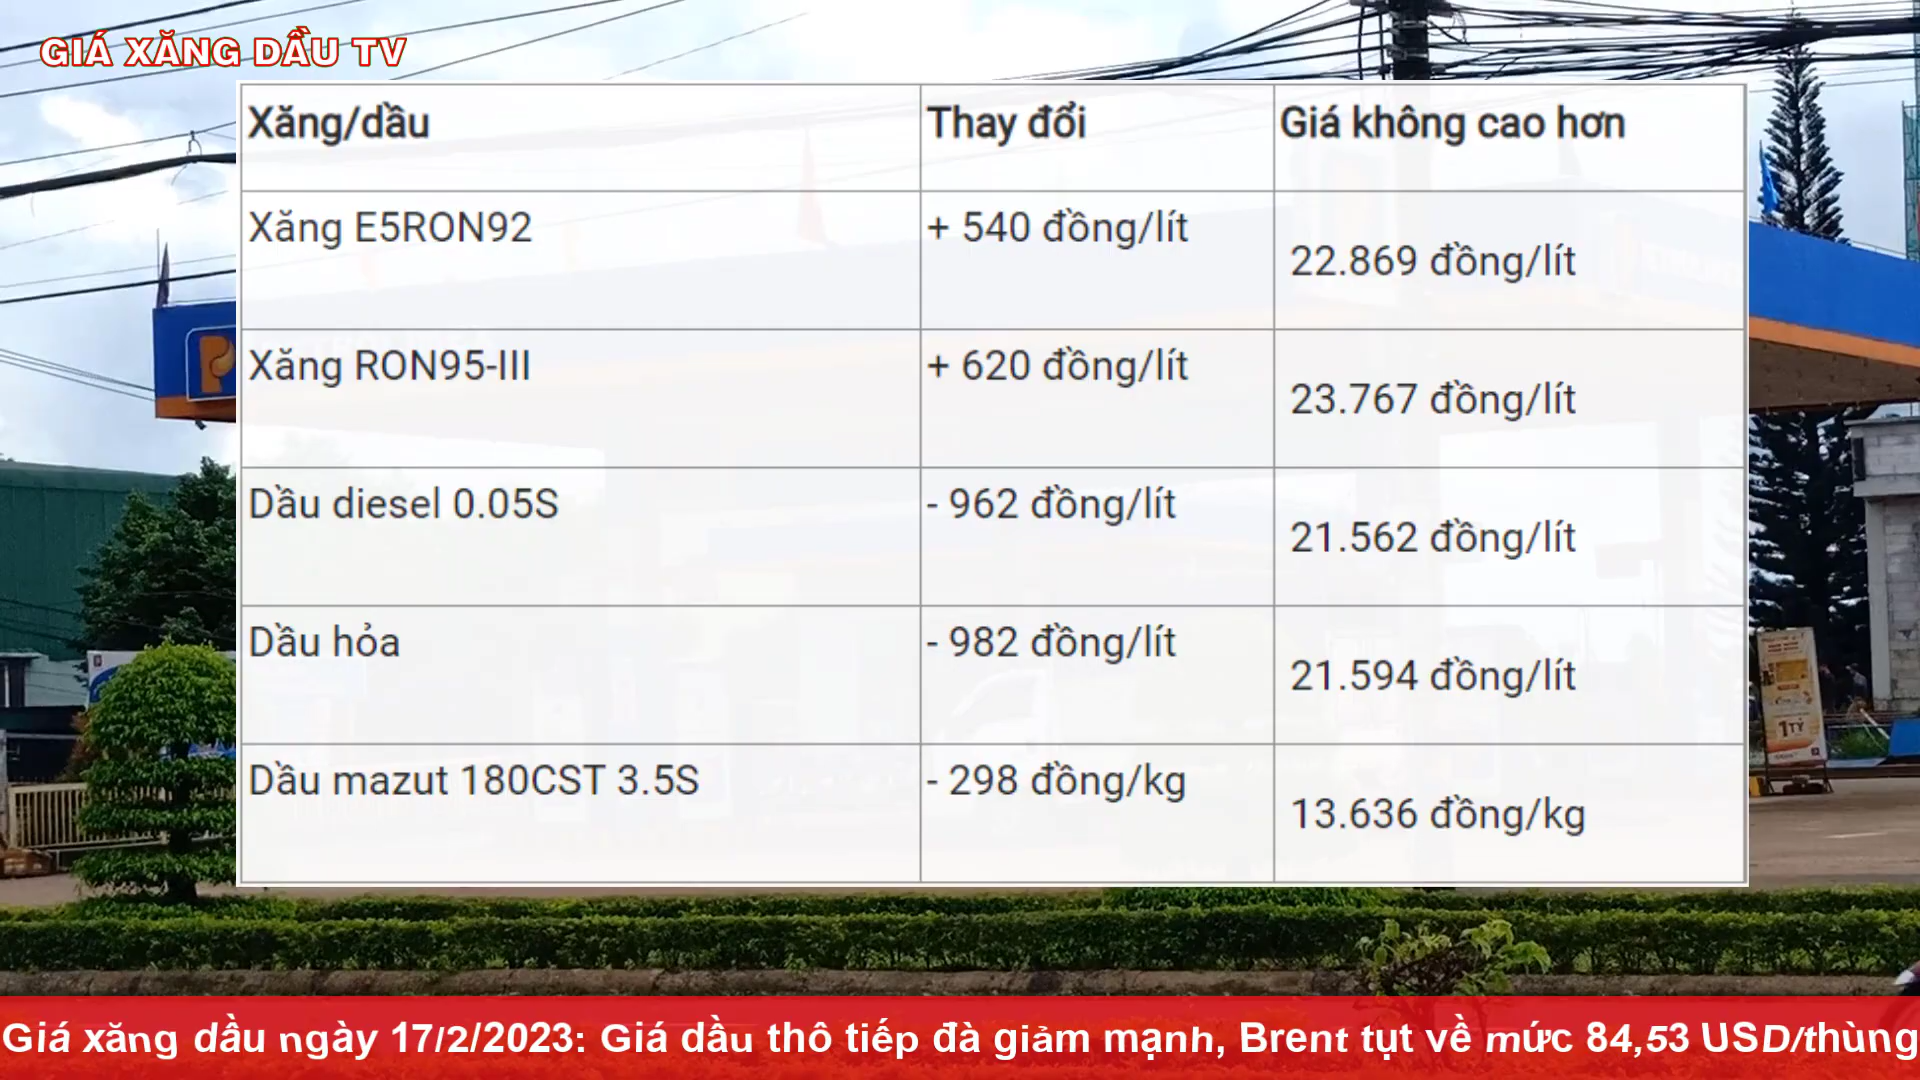 GIÁ XĂNG DẦU TV
Xăng/dầu Thay đổi Giá không cao hơn
Xăng E5RON92 + 540 đồng/lít 22.869 đồng/lít
Xăng RON95-III + 620 đồng/lít 23.767 đồng/lít
Dầu diesel 0.05S - 962 đồng/lít 21.562 đồng/lít
Dầu hỏa - 982 đồng/lít 21.594 đồng/lít
Dầu mazut 180CST 3.5S - 298 đồng/kg 13.636 đồng/kg
1TỶ
Giá xăng dầu ngày 17/2/2023: Giá dầu thô tiếp đà giảm mạnh, Brent tụt về mức 84,53 USD/thùng